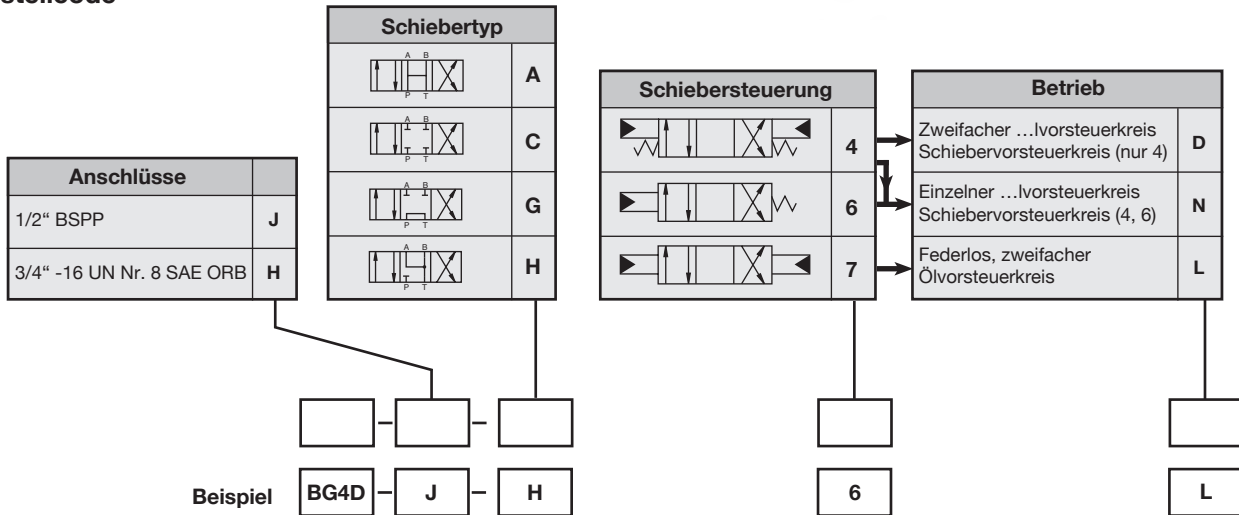 Schiebertyp
A B
P T
A
A B
P T
C
A B
P T
G
A B
P T
H
Anschlüsse
1/2“ BSPP J
3/4“ -16 UN Nr. 8 SAE ORB H
Schiebersteuerung
4
6
7
Betrieb
Zweifacher …lvorsteuerkreis
Schiebervorsteuerkreis (nur 4)
D
Einzelner …lvorsteuerkreis
Schiebervorsteuerkreis (4, 6)
N
Federlos, zweifacher
Ölvorsteuerkreis
L
– –
Beispiel BG4D – J – H 6 L